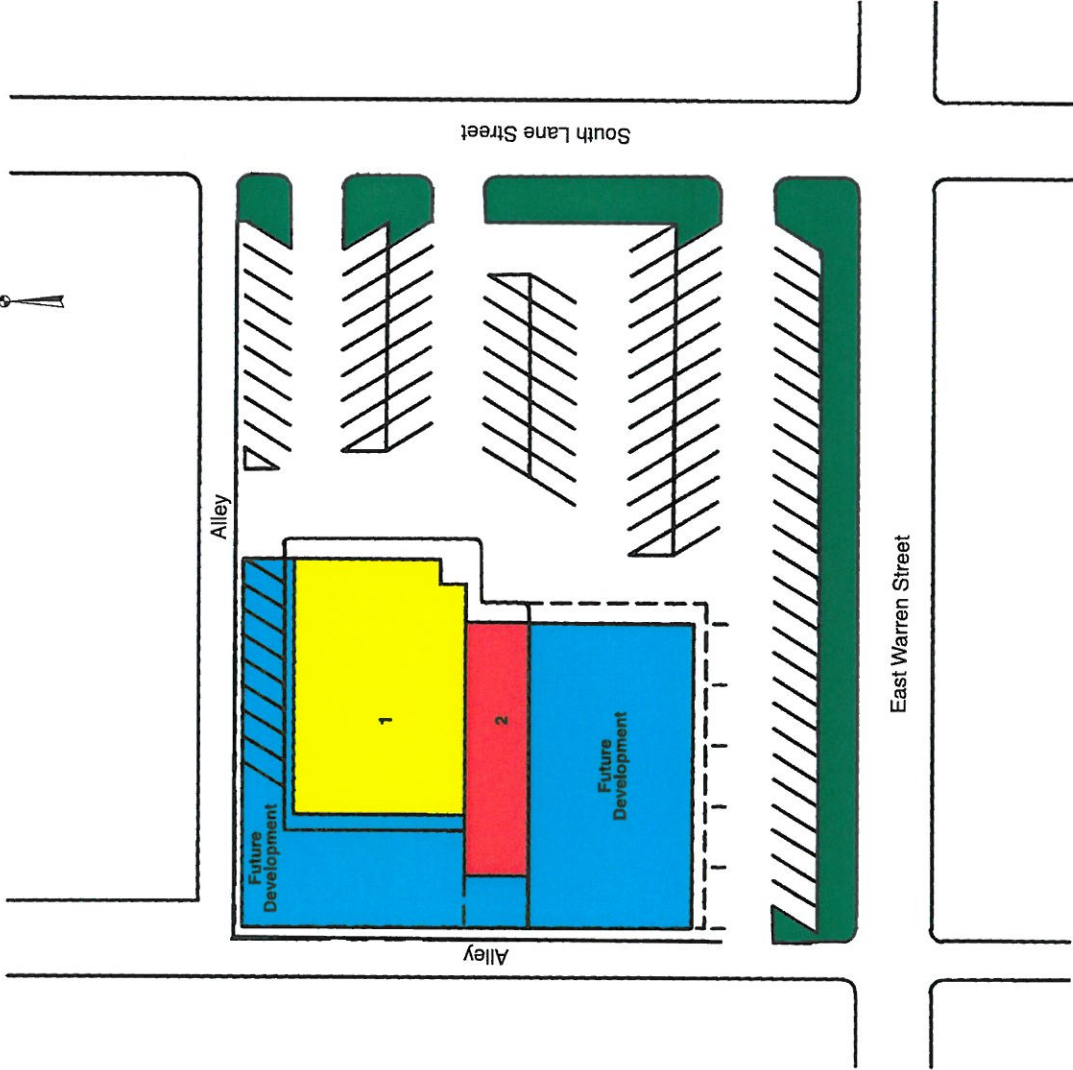 South Lane Street
Alley
East Warren Street
1
2
Future
Development
Future
Development
Alley